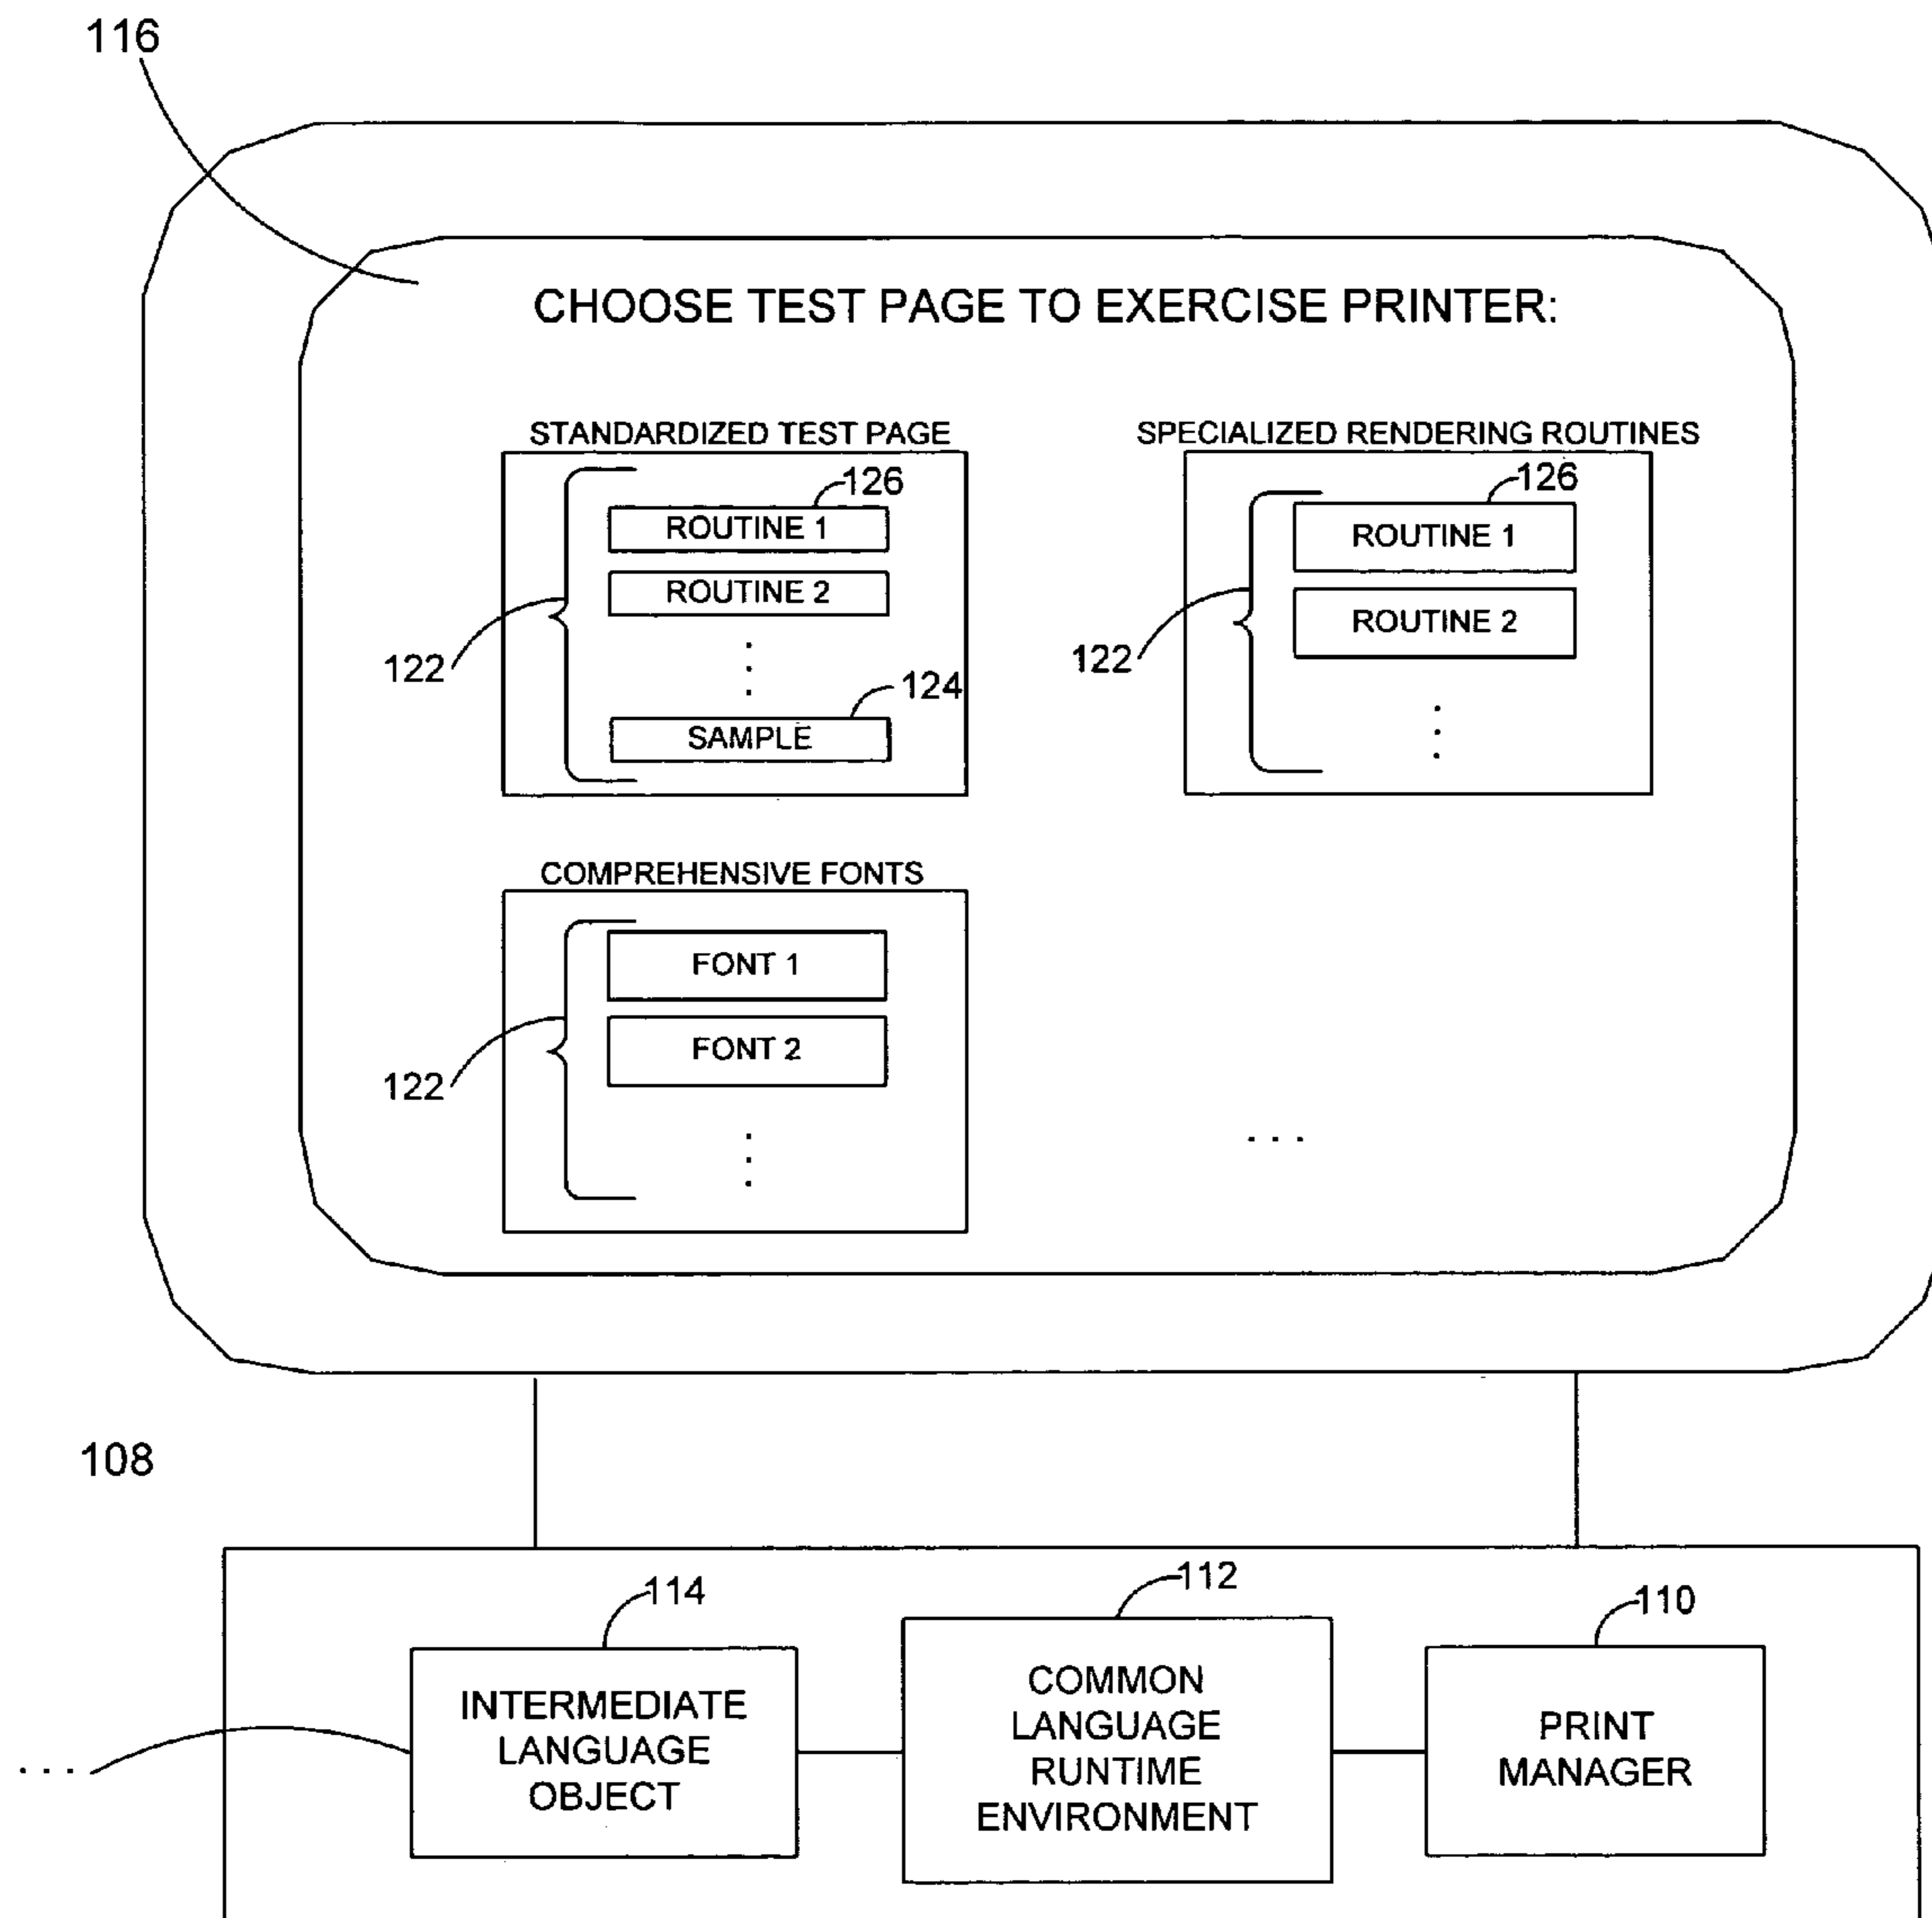 116
CHOOSE TEST PAGE TO EXERCISE PRINTER:
STANDARDIZED TEST PAGE
126
ROUTINE 1
ROUTINE 2
122
124
SAMPLE
SPECIALIZED RENDERING ROUTINES
126
ROUTINE 1
ROUTINE 2
122
COMPREHENSIVE FONTS
FONT 1
FONT 2
122
. . .
108
114
INTERMEDIATE
LANGUAGE
OBJECT
112
COMMON
LANGUAGE
RUNTIME
ENVIRONMENT
110
PRINT
MANAGER
. . .